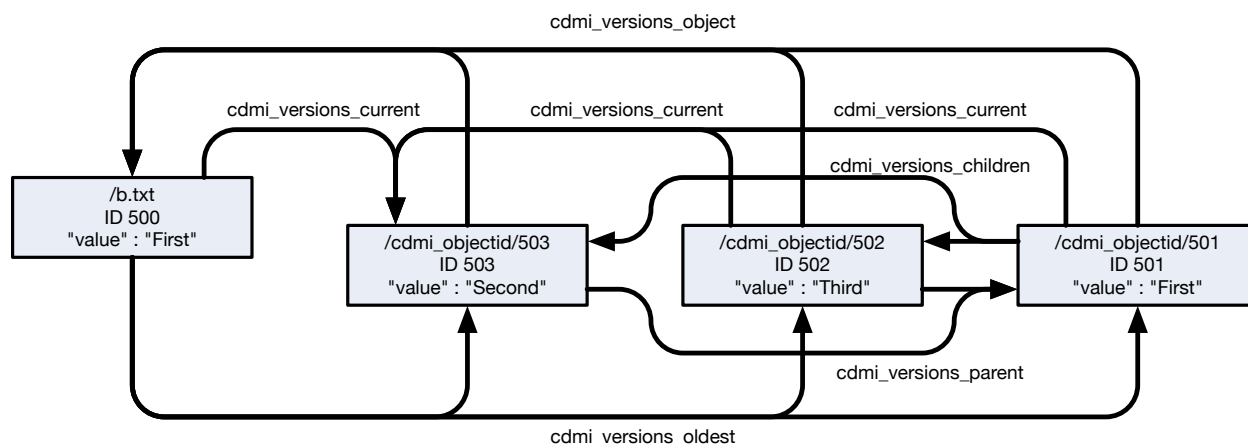 cdmi_versions_object
cdmi_versions_current
cdmi_versions_current
cdmi_versions_current
cdmi_versions_children
/b.txt
ID 500
"value" : "First"
/cdmi_objectid/503
ID 503
"value" : "Second"
/cdmi_objectid/502
ID 502
"value" : "Third"
/cdmi_objectid/501
ID 501
"value" : "First"
cdmi_versions_parent
cdmi_versions_oldest